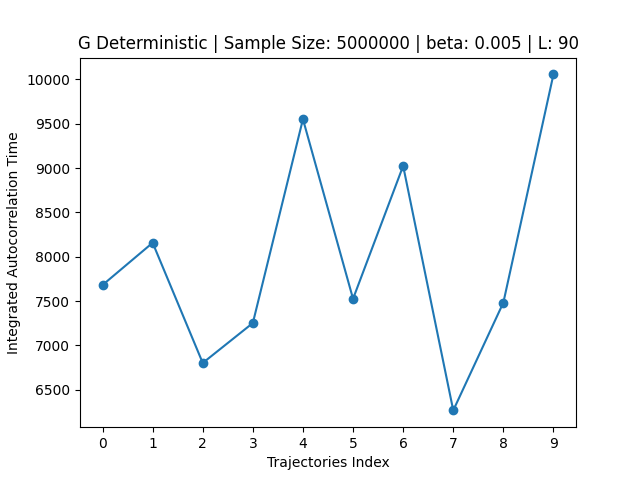 G Deterministic | Sample Size: 5000000 | beta: 0.005 | L: 90
10000
9500
9000
8500
8000
7500
7000
6500
Integrated Autocorrelation Time
0 1 2 3 4 5 6 7 8 9
Trajectories Index